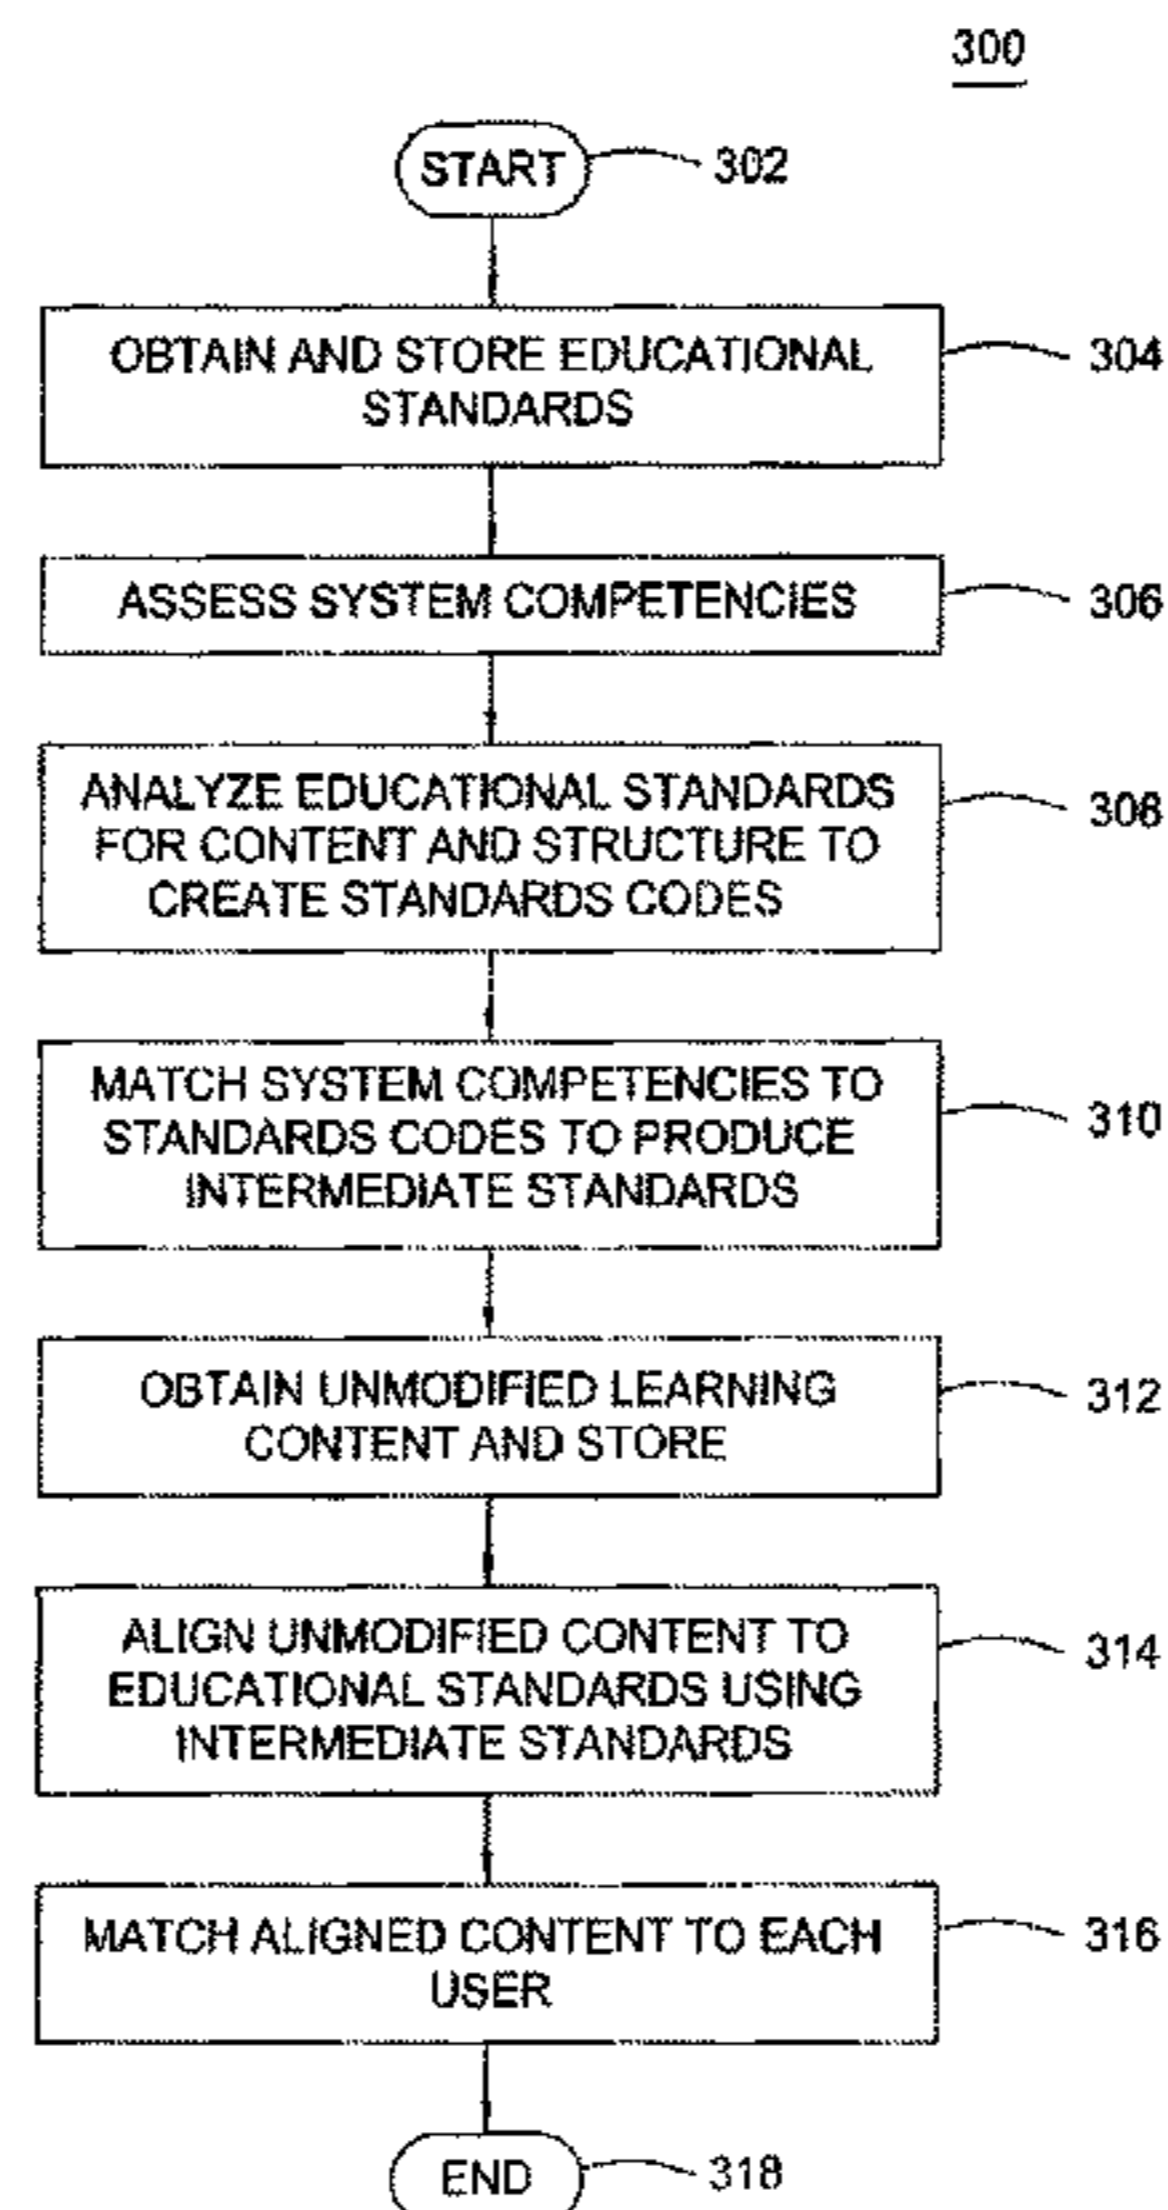 300
START 302
OBTAIN AND STORE EDUCATIONAL
STANDARDS
304
ASSESS SYSTEM COMPETENCIES 306
ANALYZE EDUCATIONAL STANDARDS
FOR CONTENT AND STRUCTURE TO
CREATE STANDARDS CODES
308
MATCH SYSTEM COMPETENCIES TO
STANDARDS CODES TO PRODUCE
INTERMEDIATE STANDARDS
310
OBTAIN UNMODIFIED LEARNING
CONTENT AND STORE
312
ALIGN UNMODIFIED CONTENT TO
EDUCATIONAL STANDARDS USING
INTERMEDIATE STANDARDS
314
MATCH ALIGNED CONTENT TO EACH
USER
316
END 318